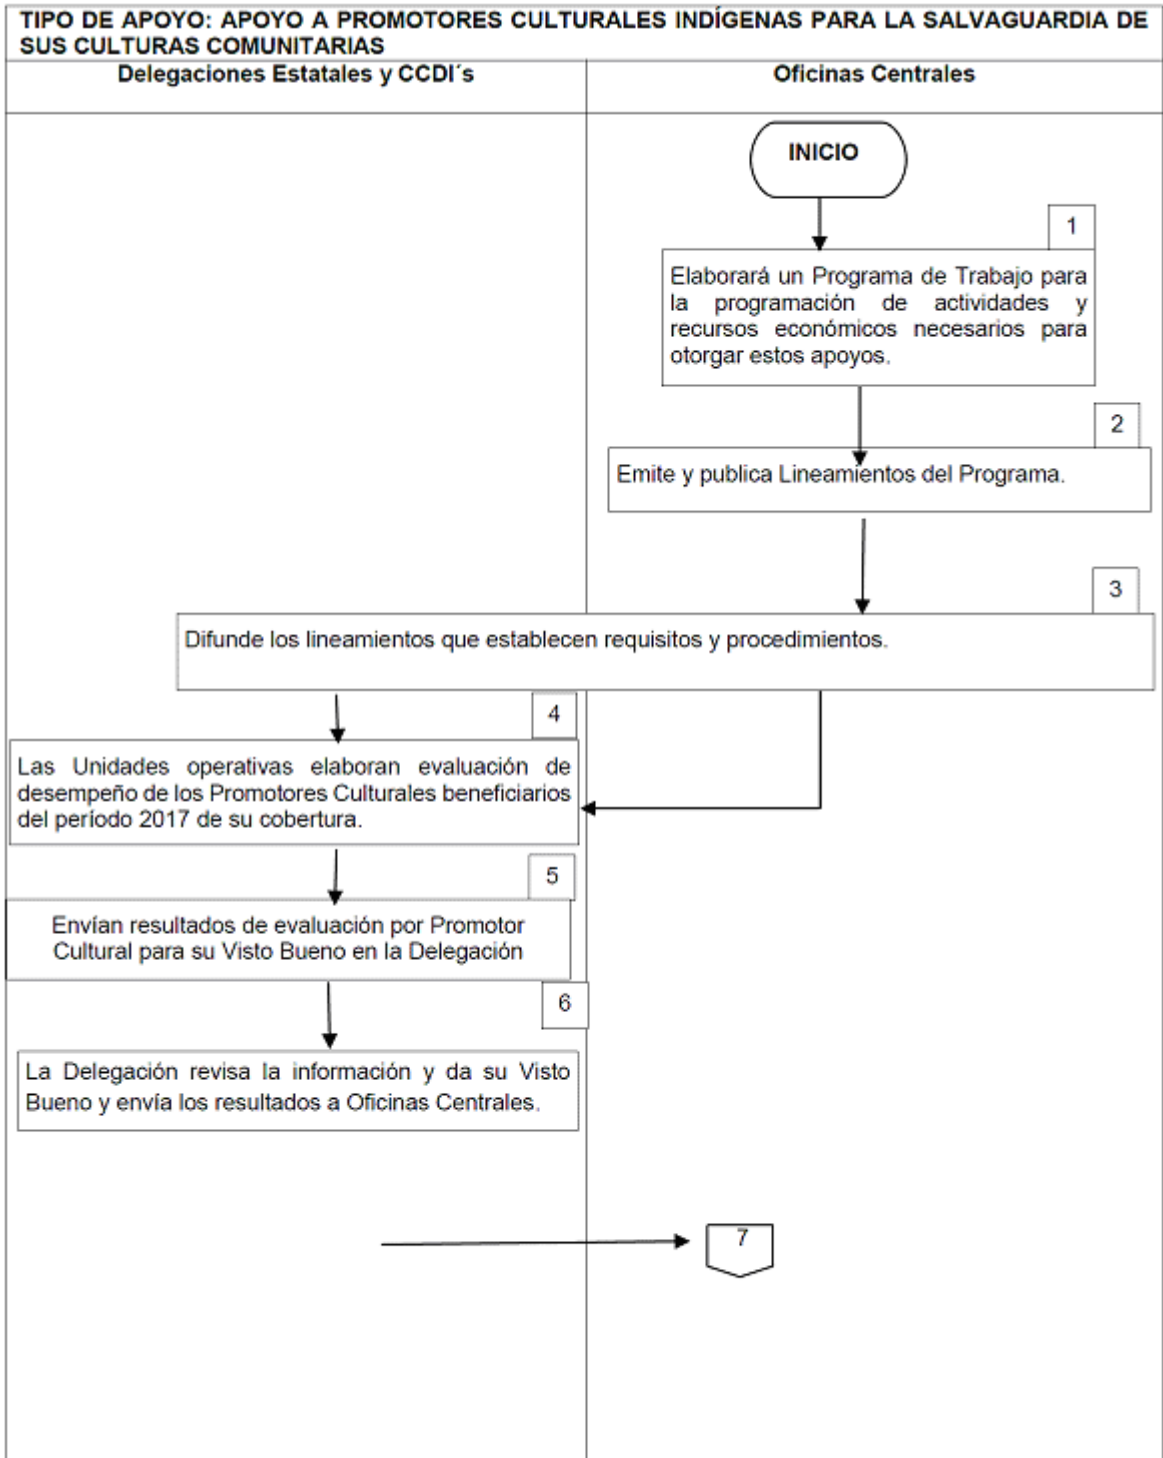 TIPO DE APOYO: APOYO A PROMOTORES CULTURALES INDÍGENAS PARA LA SALVAGUARDIA DE
SUS CULTURAS COMUNITARIAS
Delegaciones Estatales y CCDI´s
Oficinas Centrales
INICIO
1
Elaborará un Programa de Trabajo para
la programación de actividades y
recursos económicos necesarios para
otorgar estos apoyos.
2
Emite y publica Lineamientos del Programa.
3
Difunde los lineamientos que establecen requisitos y procedimientos.
4
Las Unidades operativas elaboran evaluación de
desempeño de los Promotores Culturales beneficiarios
del período 2017 de su cobertura.
5
Envían resultados de evaluación por Promotor
Cultural para su Visto Bueno en la Delegación
6
La Delegación revisa la información y da su Visto
Bueno y envía los resultados a Oficinas Centrales.
7